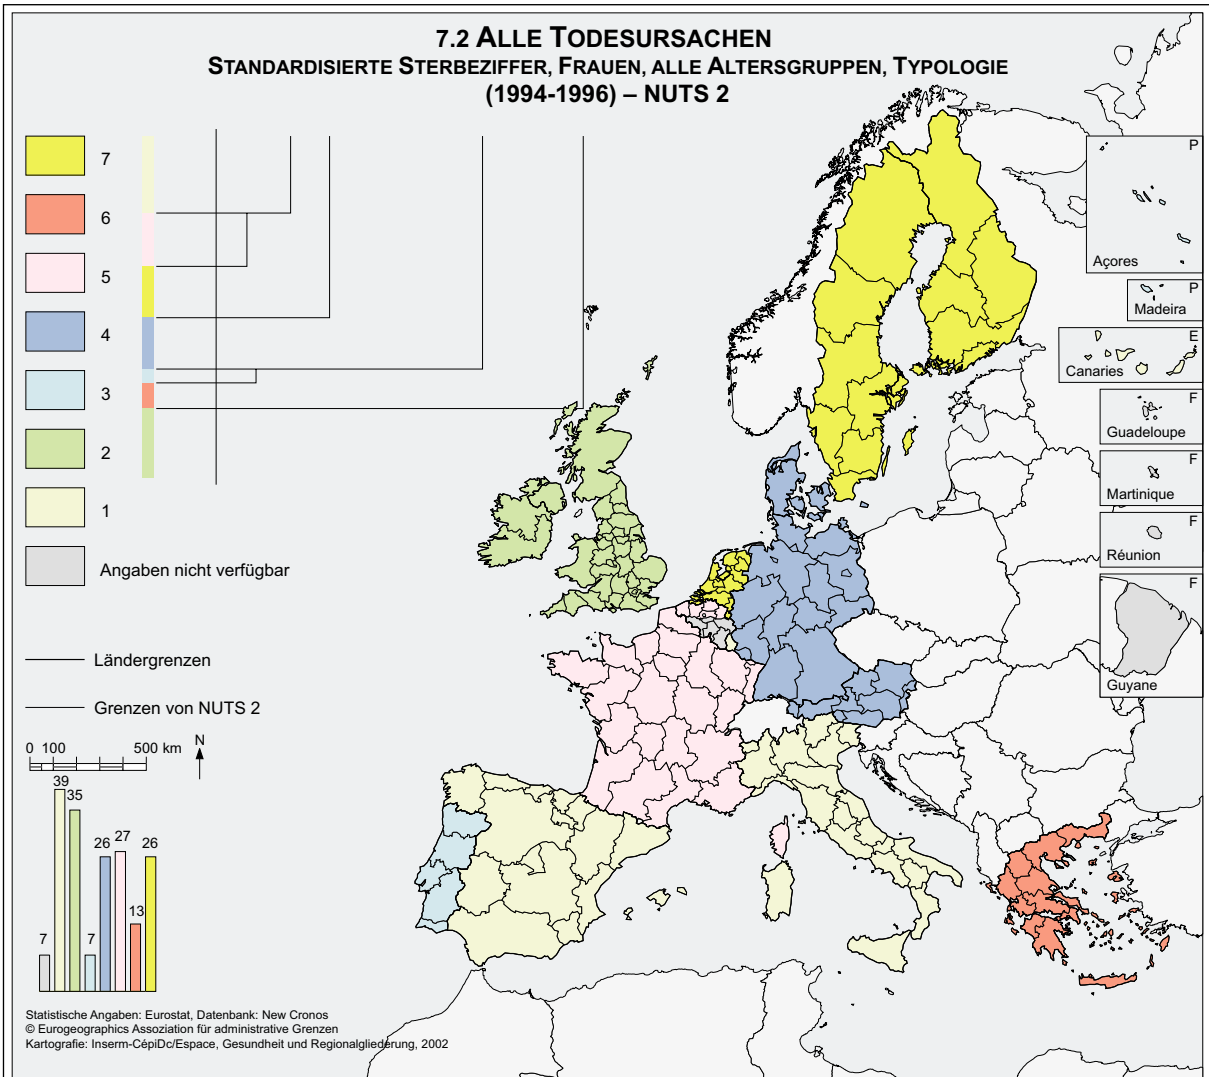 7.2 ALLE TODESURSACHEN
STANDARDISIERTE STERBEZIFFER, FRAUEN, ALLE ALTERSGRUPPEN, TYPOLOGIE
(1994-1996) – NUTS 2
7
6
5
4
3
2
1
Angaben nicht verfügbar
Ländergrenzen
Grenzen von NUTS 2
0 100 500 km
N
39
35
26
27
26
13
7
7
P
Açores
P
Madeira
E
Canaries
F
Guadeloupe
F
Martinique
F
Réunion
F
Guyane
Statistische Angaben: Eurostat, Datenbank: New Cronos
© Eurogeographics Assoziation für administrative Grenzen
Kartografie: Inserm-CépiDc/Espace, Gesundheit und Regionalgliederung, 2002